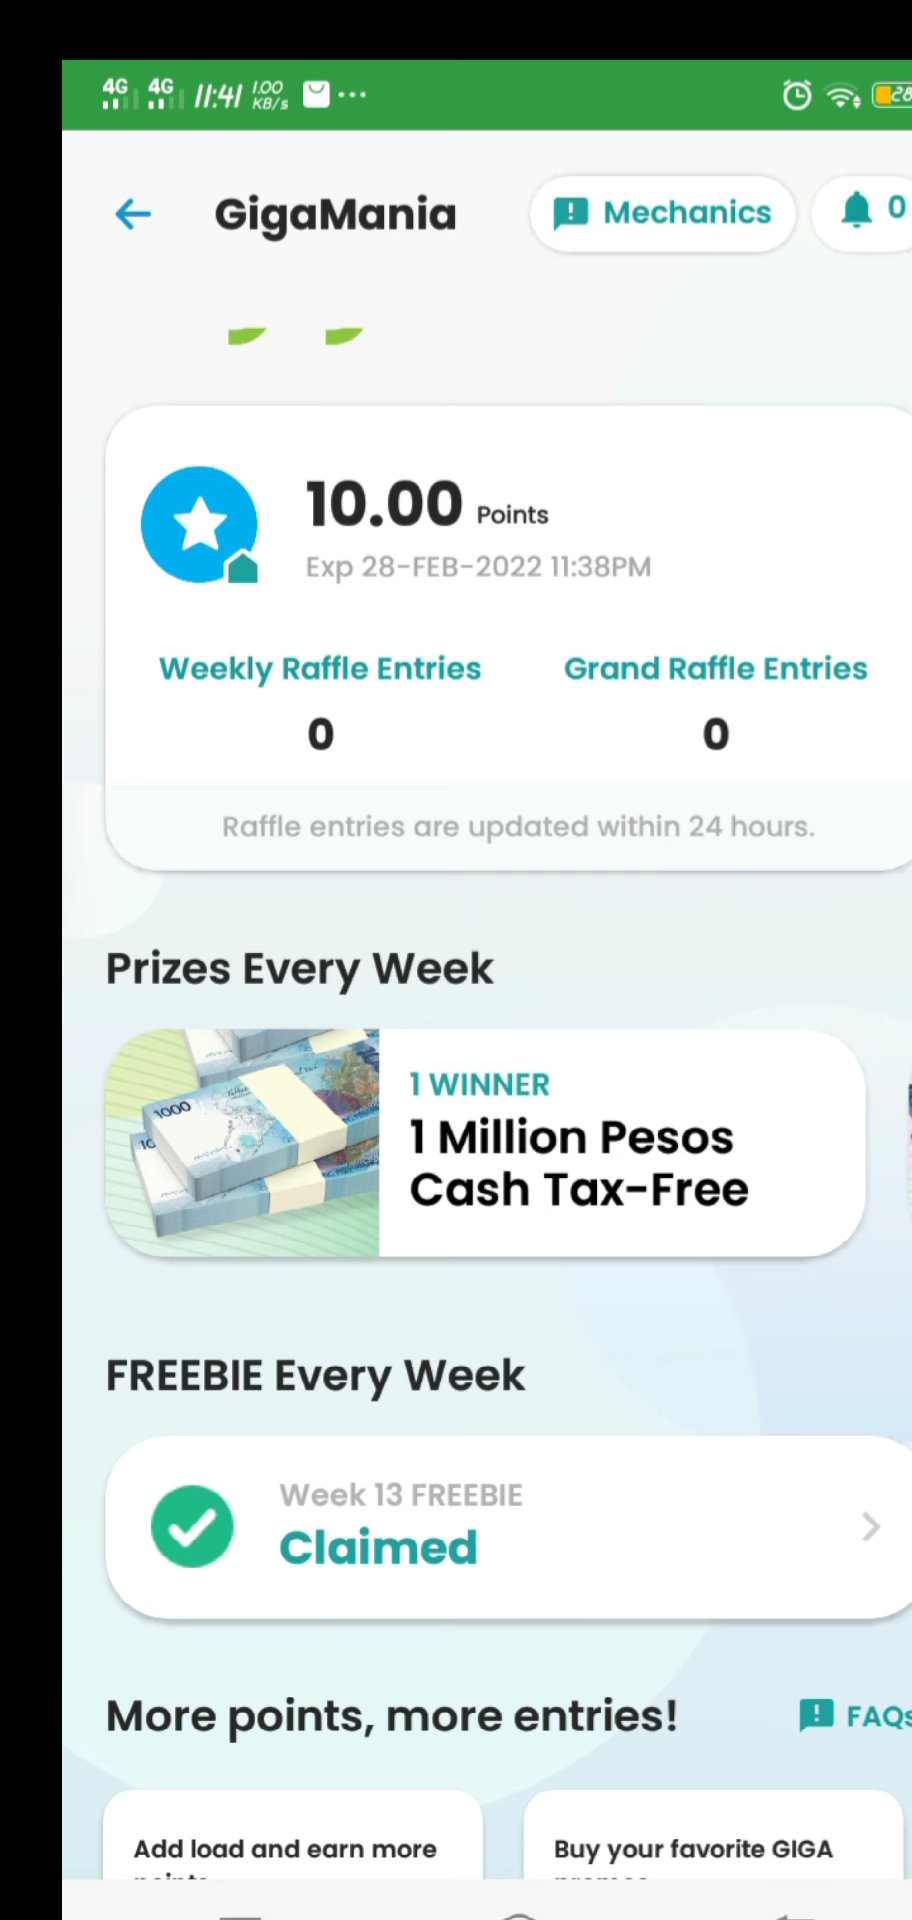 4G 4G 11:41 1.00 KB/s ... 28
GigaMania
Mechanics
0
10.00 Points
Exp 28-FEB-2022 11:38PM
Weekly Raffle Entries
Grand Raffle Entries
0
0
Raffle entries are updated within 24 hours.
Prizes Every Week
1000
1 WINNER
1 Million Pesos
Cash Tax-Free
FREEBIE Every Week
Week 13 FREEBIE
Claimed
More points, more entries!
FAQs
Add load and earn more
Buy your favorite GIGA